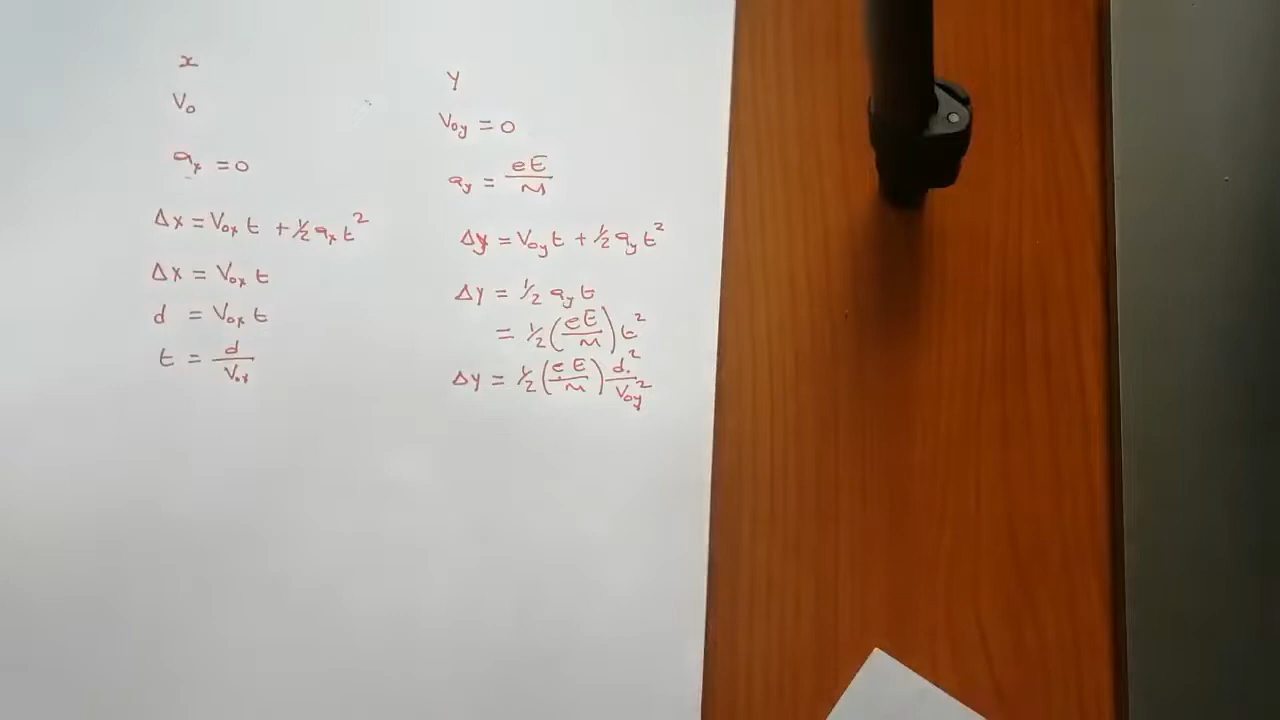 x
V₀
aₓ = 0
Δx = V₀ₓ t + ½ aₓ t²
Δx = V₀ₓ t
d = V₀ₓ t
t = d/V₀ₓ
y
V₀y = 0
ay = eE/m
Δy = V₀y t + ½ ay t²
Δy = ½ ay t
= ½ (eE/m) t²
Δy = ½ (eE/m) d²/V₀y²